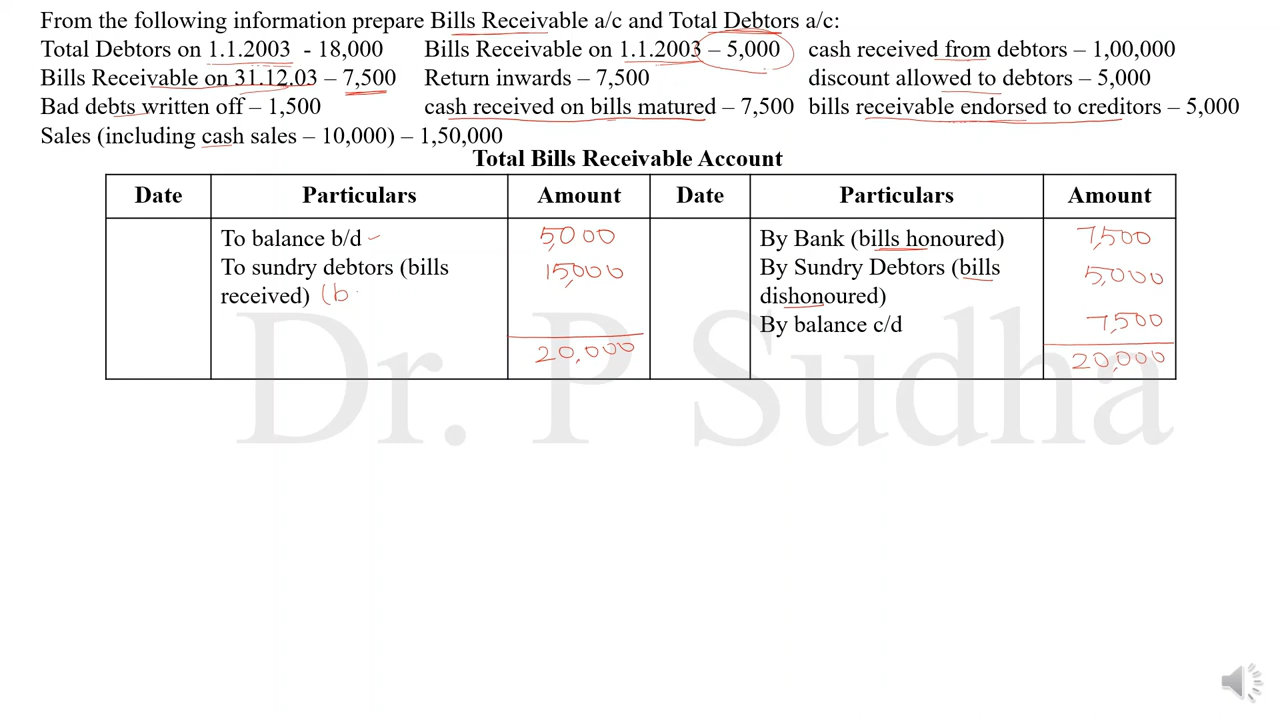 From the following information prepare Bills Receivable a/c and Total Debtors a/c:
Total Debtors on 1.1.2003 - 18,000 Bills Receivable on 1.1.2003 – 5,000 cash received from debtors – 1,00,000
Bills Receivable on 31.12.03 – 7,500 Return inwards – 7,500 discount allowed to debtors – 5,000
Bad debts written off – 1,500 cash received on bills matured – 7,500 bills receivable endorsed to creditors – 5,000
Sales (including cash sales – 10,000) – 1,50,000
Total Bills Receivable Account
Date Particulars Amount Date Particulars Amount
To balance b/d 5,000 By Bank (bills honoured) 7,500
To sundry debtors (bills 15,000 By Sundry Debtors (bills 5,000
received) (b. dishonoured)
By balance c/d 7,500
20,000 20,000
Dr. P Sudha